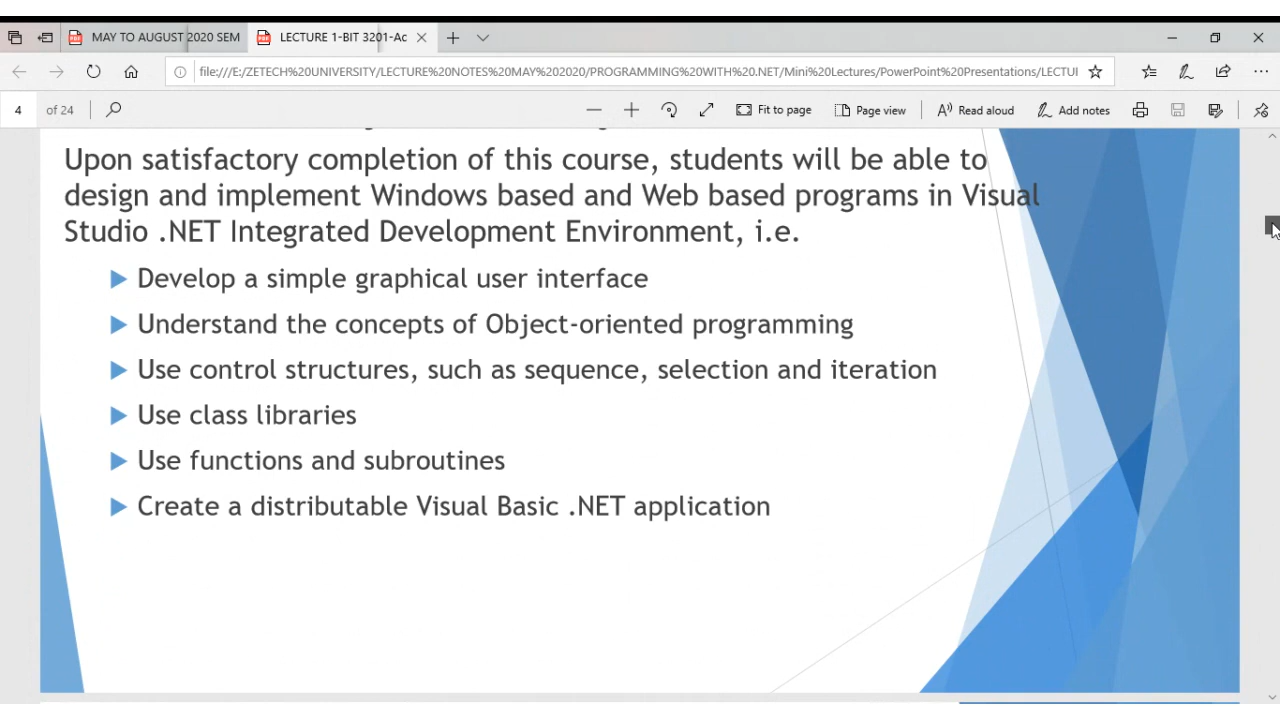 MAY TO AUGUST 2020 SEM
LECTURE 1-BIT 3201-Ac
file:///E:/ZETECH%20UNIVERSITY/LECTURE%20NOTES%20MAY%202020/PROGRAMMING%20WITH%20.NET/Mini%20Lectures/PowerPoint%20Presentations/LECTUI
4 of 24 Fit to page Page view Read aloud Add notes
Upon satisfactory completion of this course, students will be able to
design and implement Windows based and Web based programs in Visual
Studio .NET Integrated Development Environment, i.e.
Develop a simple graphical user interface
Understand the concepts of Object-oriented programming
Use control structures, such as sequence, selection and iteration
Use class libraries
Use functions and subroutines
Create a distributable Visual Basic .NET application